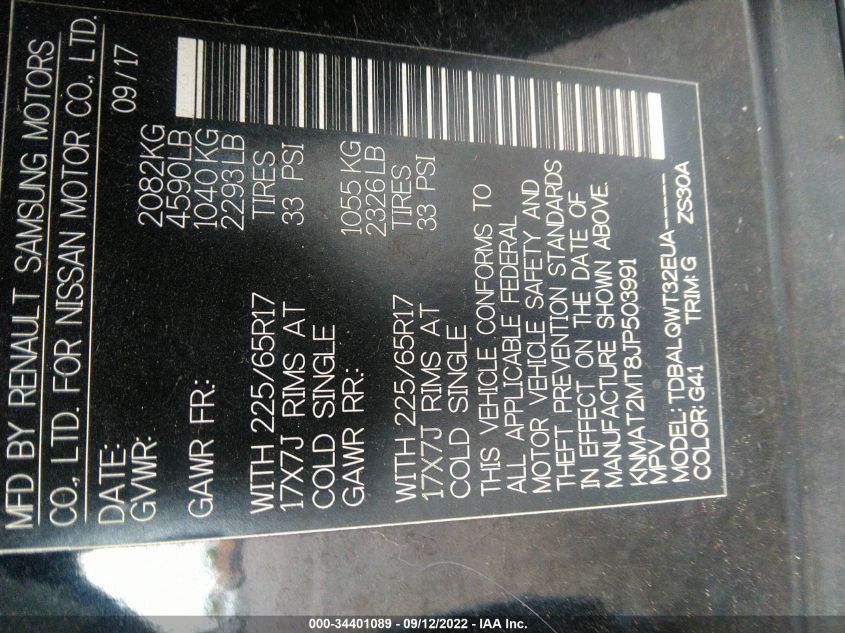 MFD BY RENAULT SAMSUNG MOTORS
CO., LTD. FOR NISSAN MOTOR CO., LTD.
DATE: 09/17
GVWR: 2082KG
4590LB
GAWR FR.: 1040KG
2293LB
WITH 225/65R17 TIRES
17X7J RIMS AT 33 PSI
COLD SINGLE
GAWR RR.: 1055 KG
2326LB
WITH 225/65R17 TIRES
17X7J RIMS AT 33 PSI
COLD SINGLE
THIS VEHICLE CONFORMS TO
ALL APPLICABLE FEDERAL
MOTOR VEHICLE SAFETY AND
THEFT PREVENTION STANDARDS
IN EFFECT ON THE DATE OF
MANUFACTURE SHOWN ABOVE.
KNMAT2MT8JP503991
MPV
MODEL: TDBALQWT32EUA-----
COLOR: G41 TRIM: G ZS30A
000-34401089 - 09/12/2022 - IAA Inc.